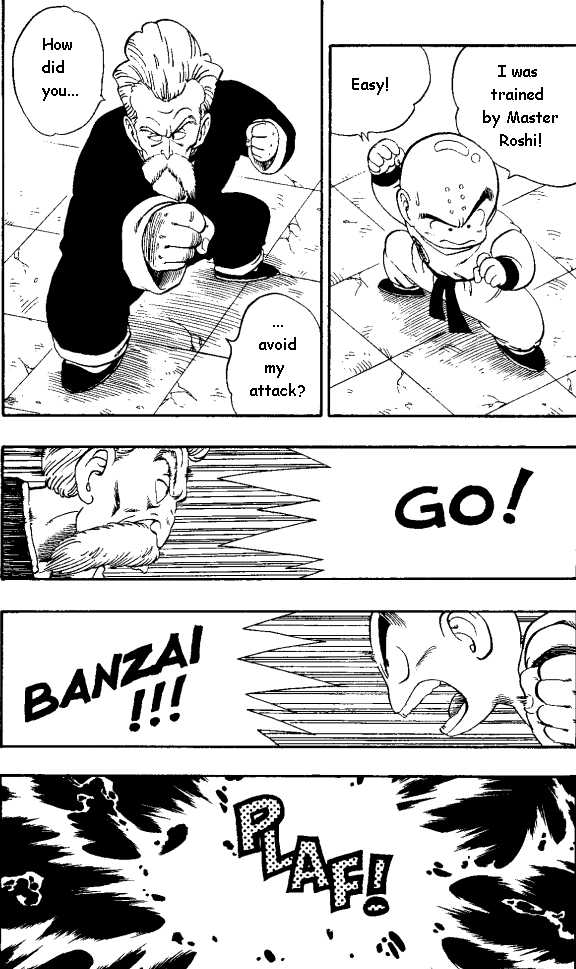 How
did
you...
...
avoid
my
attack?
Easy!
I was
trained
by Master
Roshi!
GO!
BANZAI
!!!
PLAF!